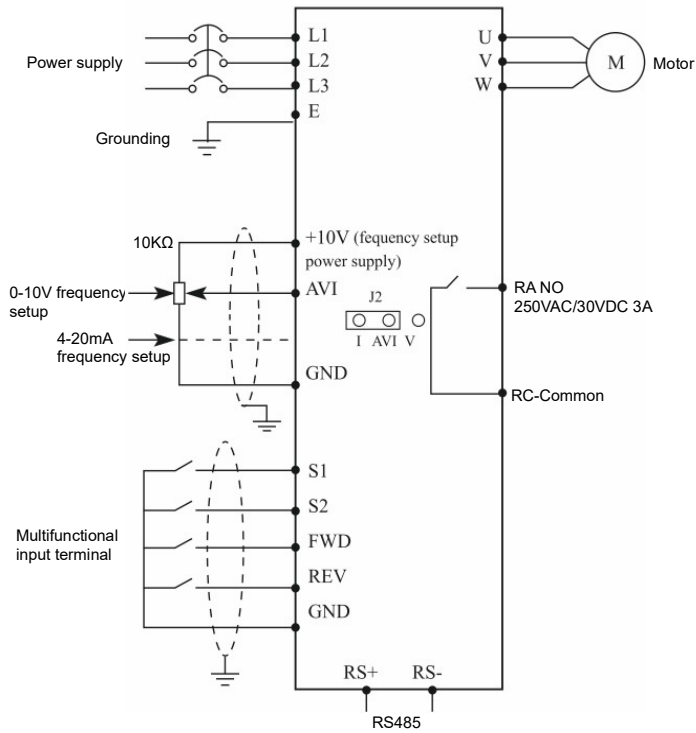 L1
U
Power supply
L2
V
M
Motor
L3
W
E
Grounding
10KΩ
+10V (fequency setup
power supply)
0-10V frequency
setup
AVI
RA NO
250VAC/30VDC 3A
J2
4-20mA
frequency setup
I AVI V
GND
RC-Common
S1
S2
Multifunctional
input terminal
FWD
REV
GND
RS+ RS-
RS485